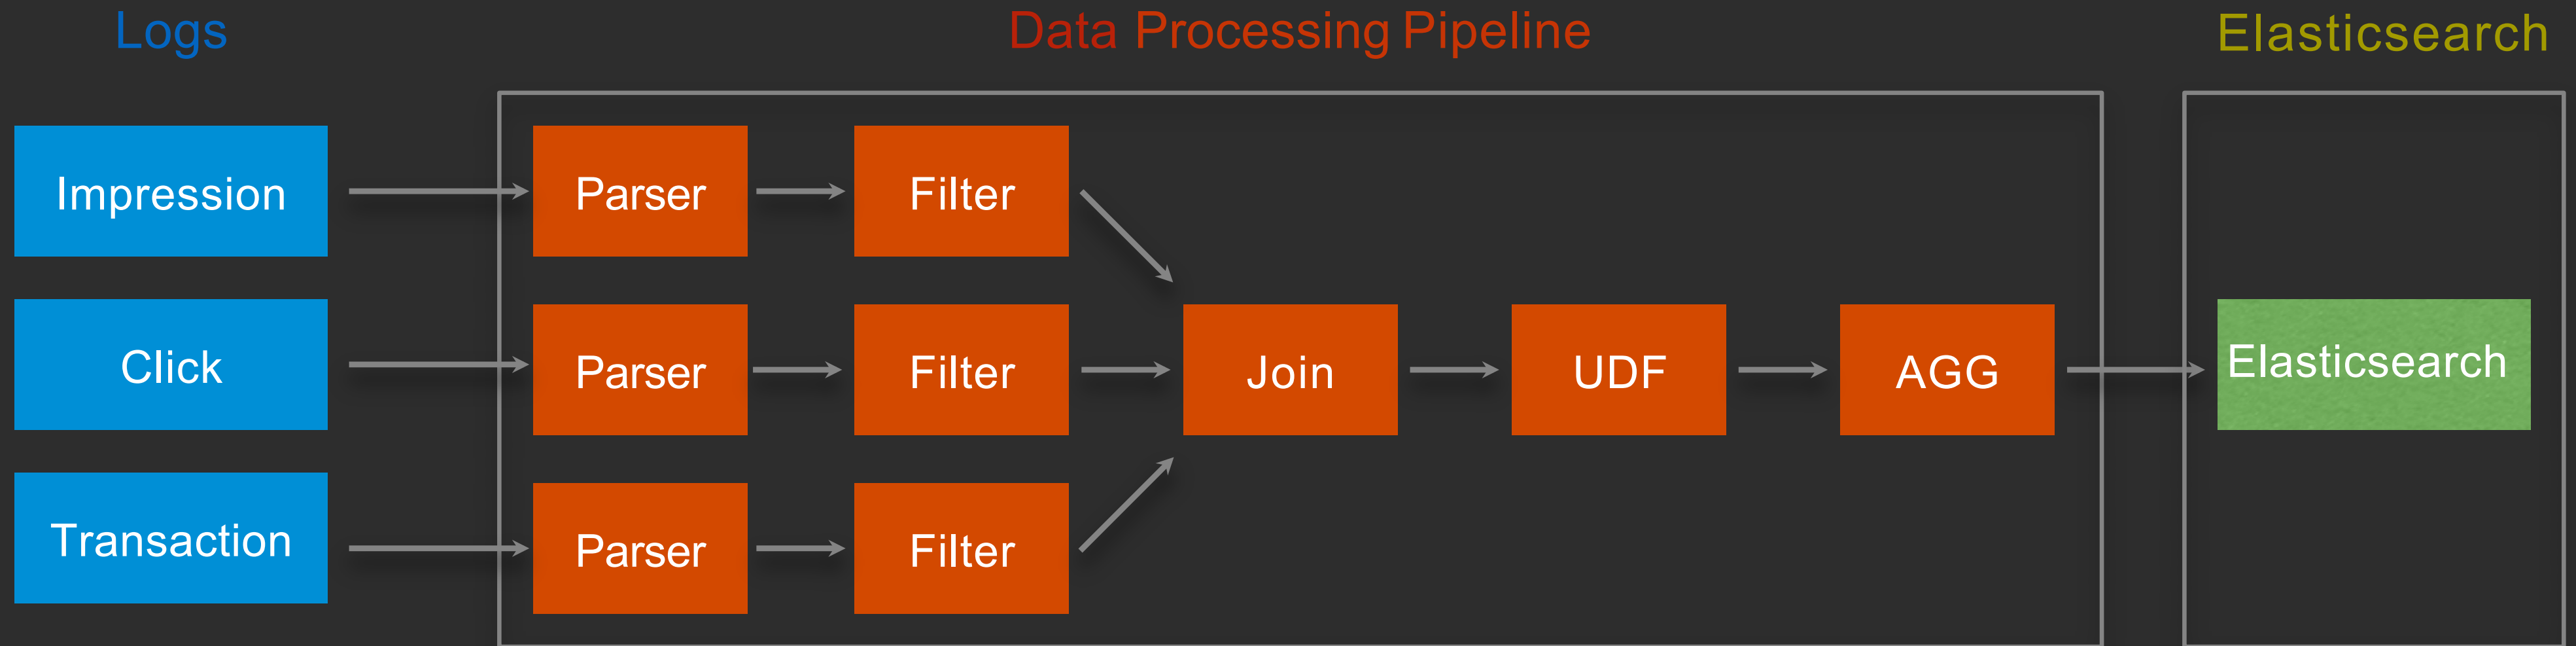 Logs
Data Processing Pipeline
Elasticsearch
Impression
Parser
Filter
Click
Parser
Filter
Join
UDF
AGG
Elasticsearch
Transaction
Parser
Filter